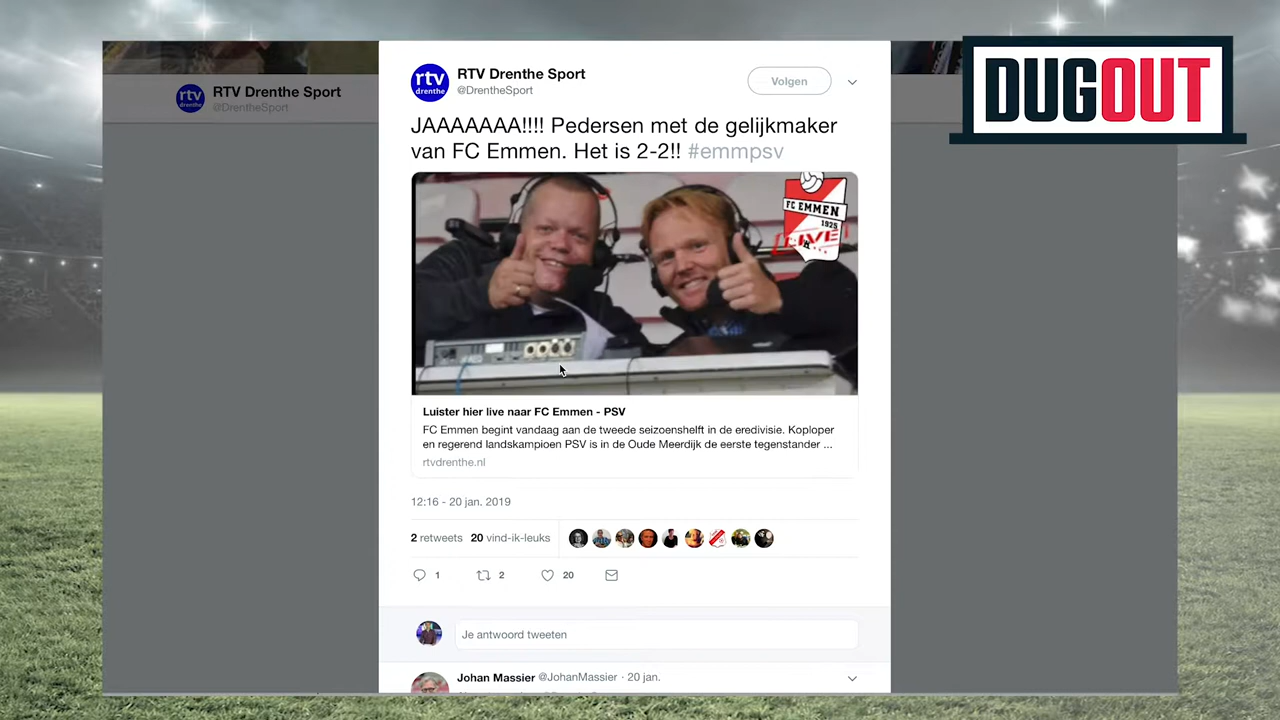 DUGOUT
rtv
drenthe
RTV Drenthe Sport
@DrentheSport
rtv
drenthe
RTV Drenthe Sport
@DrentheSport
Volgen
JAAAAAAA!!!! Pedersen met de gelijkmaker
van FC Emmen. Het is 2-2!! #emmpsv
FC EMMEN
1925
LIVE
Luister hier live naar FC Emmen - PSV
FC Emmen begint vandaag aan de tweede seizoenshelft in de eredivisie. Koploper
en regerend landskampioen PSV is in de Oude Meerdijk de eerste tegenstander ...
rtvdrenthe.nl
12:16 - 20 jan. 2019
2 retweets 20 vind-ik-leuks
1 2 20
Je antwoord tweeten
Johan Massier @JohanMassier · 20 jan.